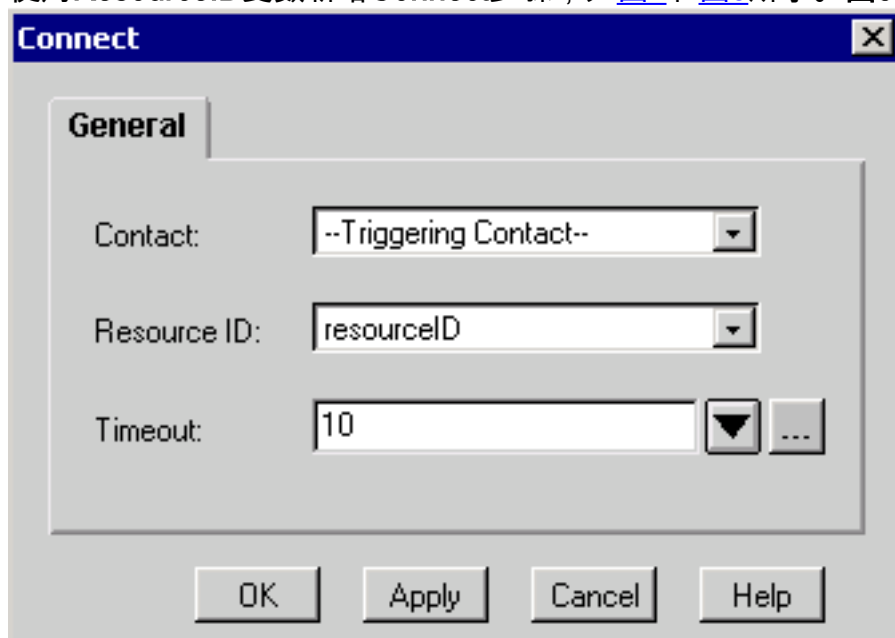 Connect
General
Contact:
--Triggering Contact--
Resource ID:
resourceID
Timeout:
10
...
OK
Apply
Cancel
Help